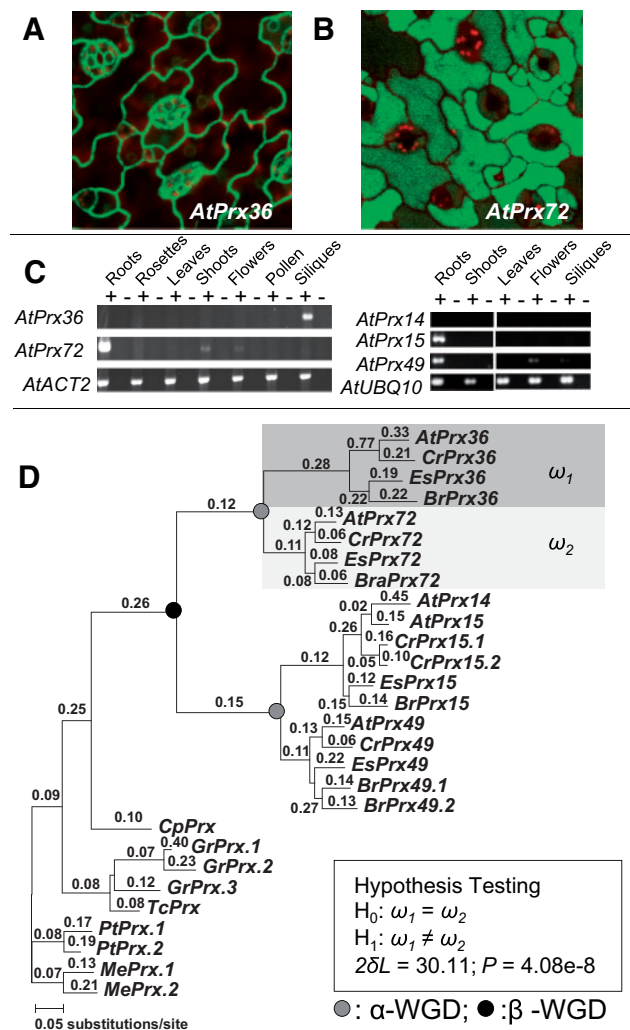 A
B
AtPrx36
AtPrx72
C
Roots Rosettes Leaves Shoots Flowers Pollen Siliques
+ - + - + - + - + - + - + -
AtPrx36
AtPrx72
AtACT2
Roots Shoots Leaves Flowers Siliques
+ - + - + - + - + -
AtPrx14
AtPrx15
AtPrx49
AtUBQ10
D
0.33 AtPrx36
0.77
0.21 CrPrx36
0.28
0.19 EsPrx36
0.22 0.22 BrPrx36
ω1
0.12
0.13 AtPrx72
0.12
0.06 CrPrx72
0.11
0.08 EsPrx72
0.08 0.06 BraPrx72
ω2
0.26
0.45 AtPrx14
0.02
0.15 AtPrx15
0.26
0.16 CrPrx15.1
0.05 0.10 CrPrx15.2
0.12
0.12 EsPrx15
0.15 0.14 BrPrx15
0.15
0.15 AtPrx49
0.13
0.06 CrPrx49
0.11
0.22 EsPrx49
0.14 BrPrx49.1
0.27 0.13 BrPrx49.2
0.25
0.09
0.10 CpPrx
0.40 GrPrx.1
0.07
0.23 GrPrx.2
0.08
0.12 GrPrx.3
0.08 TcPrx
0.17 PtPrx.1
0.08
0.19 PtPrx.2
0.13 MePrx.1
0.07
0.21 MePrx.2
0.05 substitutions/site
Hypothesis Testing
H0: ω1 = ω2
H1: ω1 ≠ ω2
2δL = 30.11; P = 4.08e-8
: α-WGD; :β -WGD